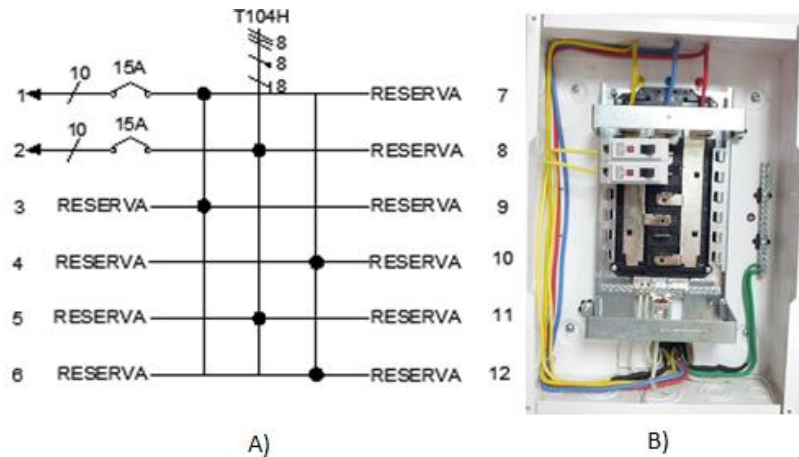 T104H
8
8
8
1 10 15A RESERVA 7
2 10 15A 8
RESERVA
3 RESERVA RESERVA 9
4 RESERVA RESERVA 10
5 RESERVA RESERVA 11
6 RESERVA RESERVA 12
A) B)